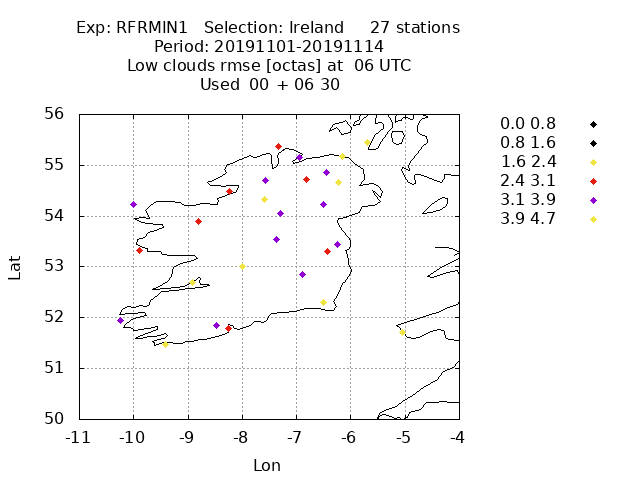 Exp: RFRMIN1   Selection: Ireland     27 stations
Period: 20191101-20191114
Low clouds rmse [octas] at  06 UTC
Used  00 + 06 30
0.0 0.8
0.8 1.6
1.6 2.4
2.4 3.1
3.1 3.9
3.9 4.7
56
55
54
53
52
51
50
Lat
-11 -10 -9 -8 -7 -6 -5 -4
Lon